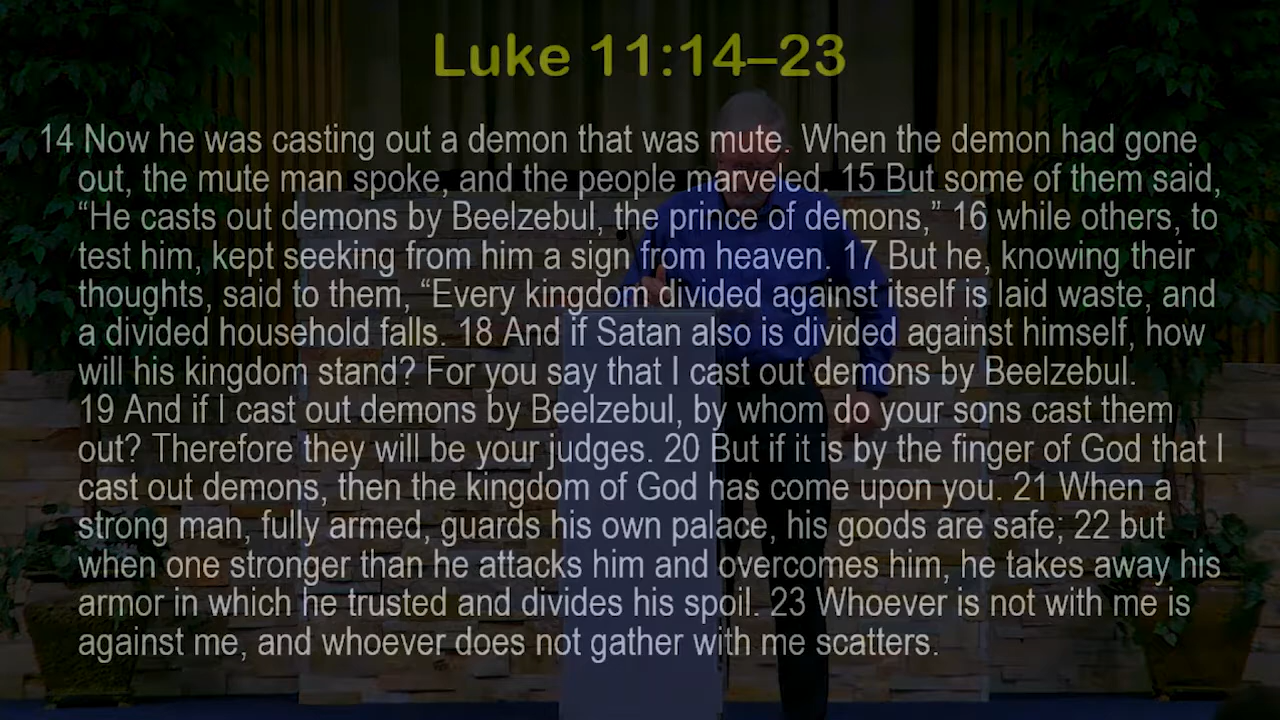 Luke 11:14–23
14 Now he was casting out a demon that was mute. When the demon had gone
out, the mute man spoke, and the people marveled. 15 But some of them said,
“He casts out demons by Beelzebul, the prince of demons,” 16 while others, to
test him, kept seeking from him a sign from heaven. 17 But he, knowing their
thoughts, said to them, “Every kingdom divided against itself is laid waste, and
a divided household falls. 18 And if Satan also is divided against himself, how
will his kingdom stand? For you say that I cast out demons by Beelzebul.
19 And if I cast out demons by Beelzebul, by whom do your sons cast them
out? Therefore they will be your judges. 20 But if it is by the finger of God that I
cast out demons, then the kingdom of God has come upon you. 21 When a
strong man, fully armed, guards his own palace, his goods are safe; 22 but
when one stronger than he attacks him and overcomes him, he takes away his
armor in which he trusted and divides his spoil. 23 Whoever is not with me is
against me, and whoever does not gather with me scatters.